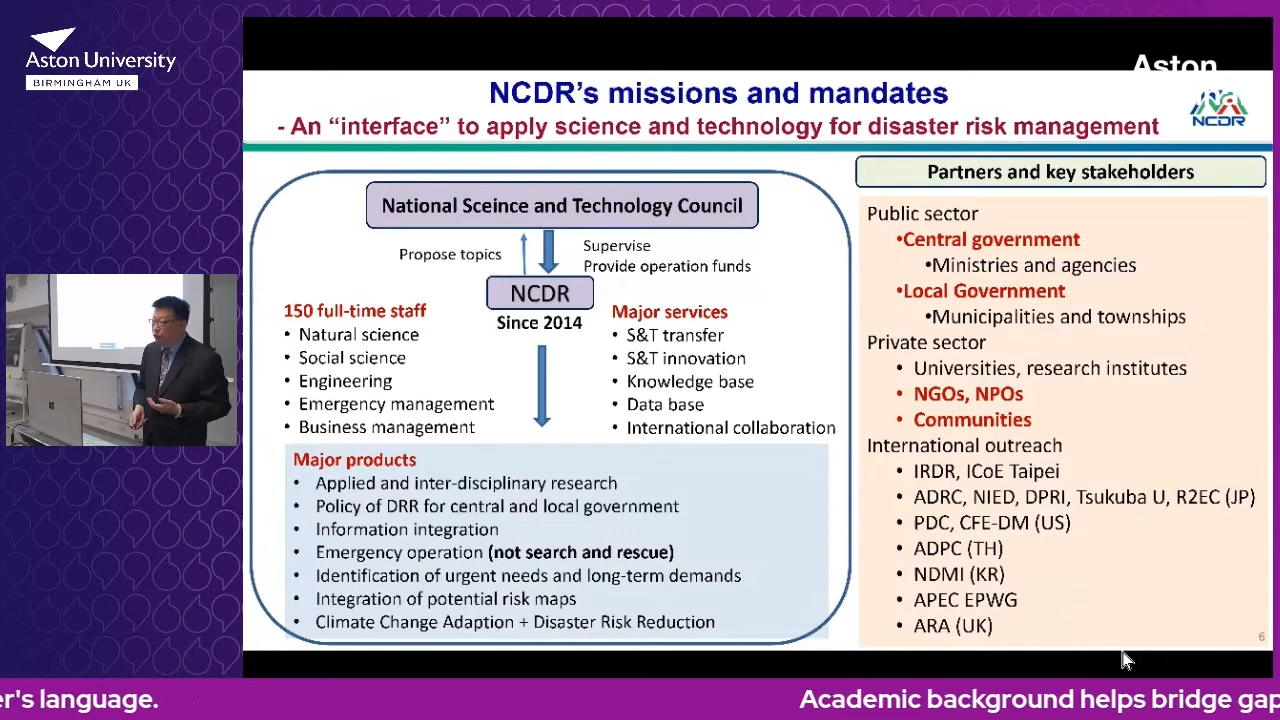 Aston University
BIRMINGHAM UK
Aston
NCDR's missions and mandates
- An “interface” to apply science and technology for disaster risk management
NCDR
National Sceince and Technology Council
Propose topics
Supervise
Provide operation funds
NCDR
Since 2014
150 full-time staff
• Natural science
• Social science
• Engineering
• Emergency management
• Business management
Major services
• S&T transfer
• S&T innovation
• Knowledge base
• Data base
• International collaboration
Major products
• Applied and inter-disciplinary research
• Policy of DRR for central and local government
• Information integration
• Emergency operation (not search and rescue)
• Identification of urgent needs and long-term demands
• Integration of potential risk maps
• Climate Change Adaption + Disaster Risk Reduction
Partners and key stakeholders
Public sector
•Central government
•Ministries and agencies
•Local Government
•Municipalities and townships
Private sector
• Universities, research institutes
• NGOs, NPOs
• Communities
International outreach
• IRDR, ICoE Taipei
• ADRC, NIED, DPRI, Tsukuba U, R2EC (JP)
• PDC, CFE-DM (US)
• ADPC (TH)
• NDMI (KR)
• APEC EPWG
• ARA (UK)
6
er's language.
Academic background helps bridge gap